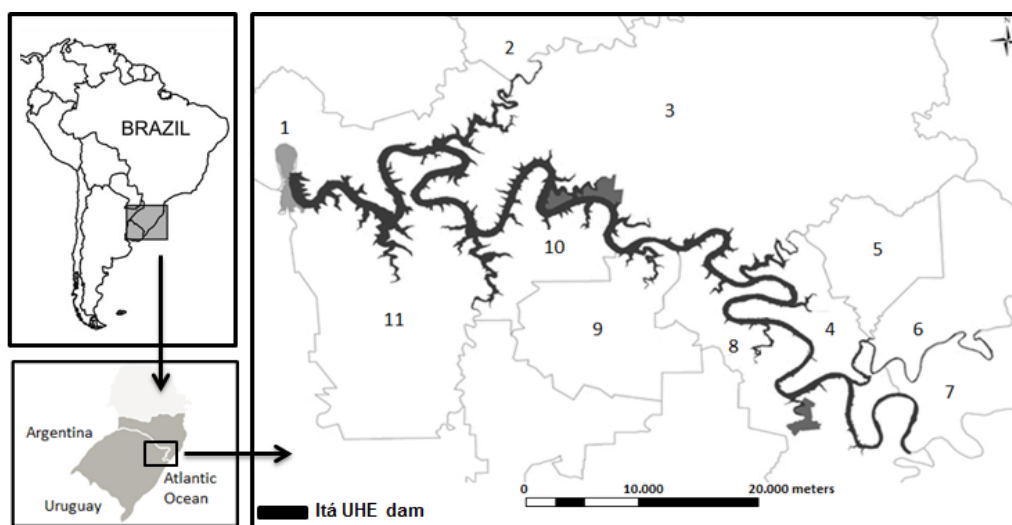 BRAZIL
Argentina
Atlantic
Ocean
Uruguay
1
2
3
4
5
6
7
8
9
10
11
0 10.000 20.000 meters
Itá UHE dam